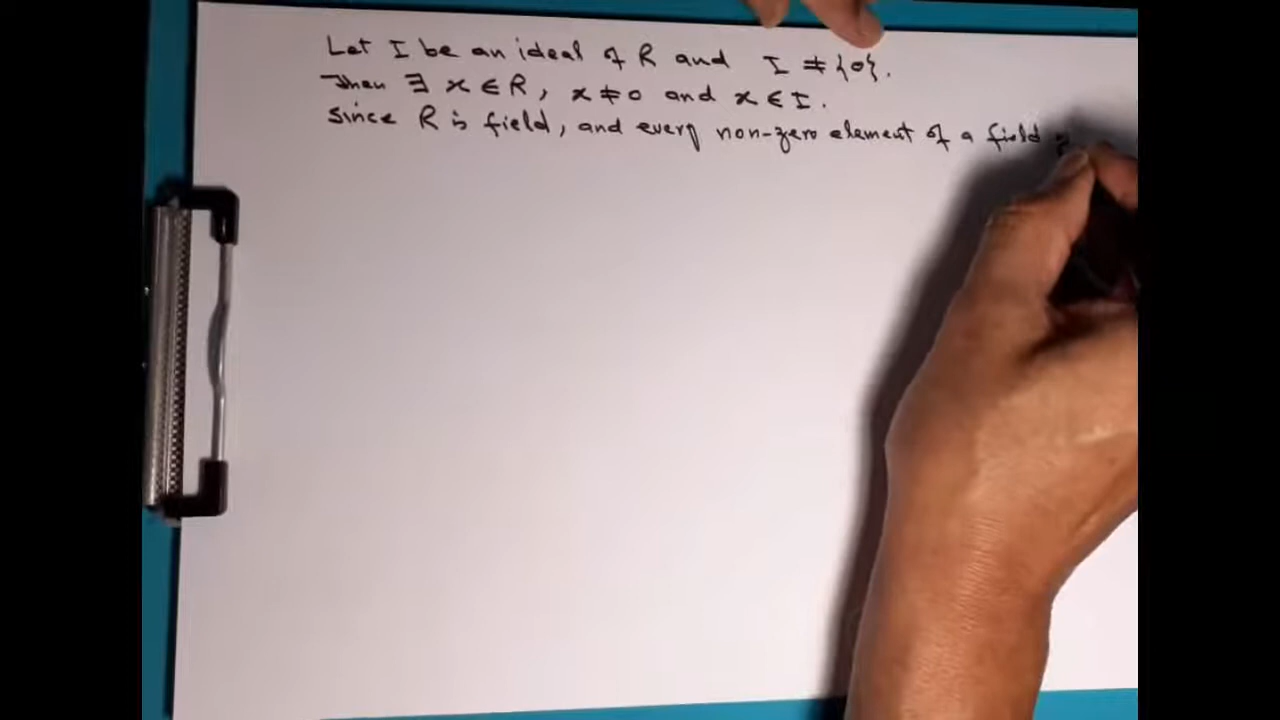 Let I be an ideal of R and I ≠ {0}.
Then ∃ x ∈ R, x ≠ 0 and x ∈ I.
Since R is field, and every non-zero element of a field